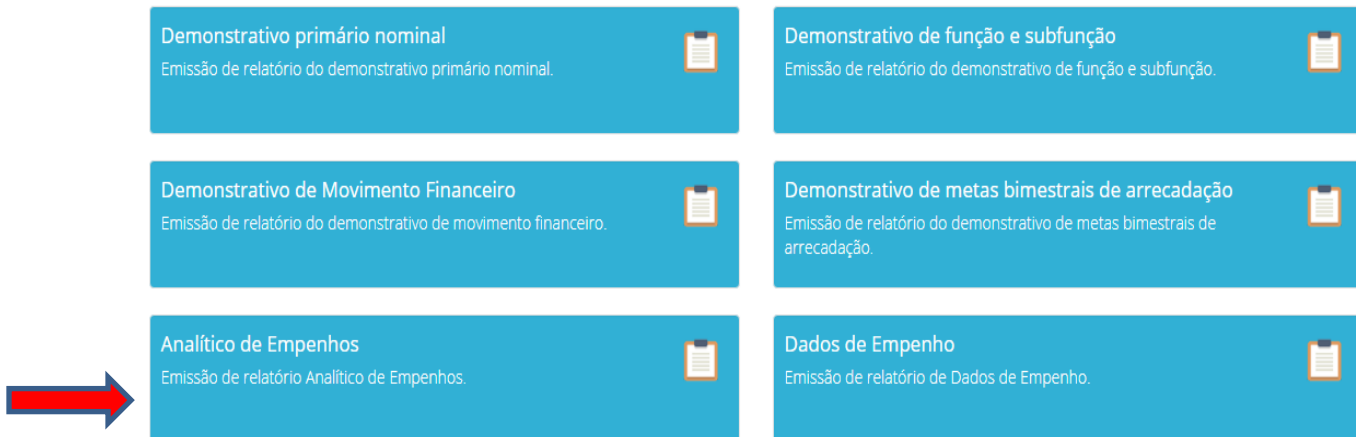 Demonstrativo primário nominal
Emissão de relatório do demonstrativo primário nominal.
Demonstrativo de função e subfunção
Emissão de relatório do demonstrativo de função e subfunção.
Demonstrativo de Movimento Financeiro
Emissão de relatório do demonstrativo de movimento financeiro.
Demonstrativo de metas bimestrais de arrecadação
Emissão de relatório do demonstrativo de metas bimestrais de
arrecadação.
Analítico de Empenhos
Emissão de relatório Analítico de Empenhos.
Dados de Empenho
Emissão de relatório de Dados de Empenho.